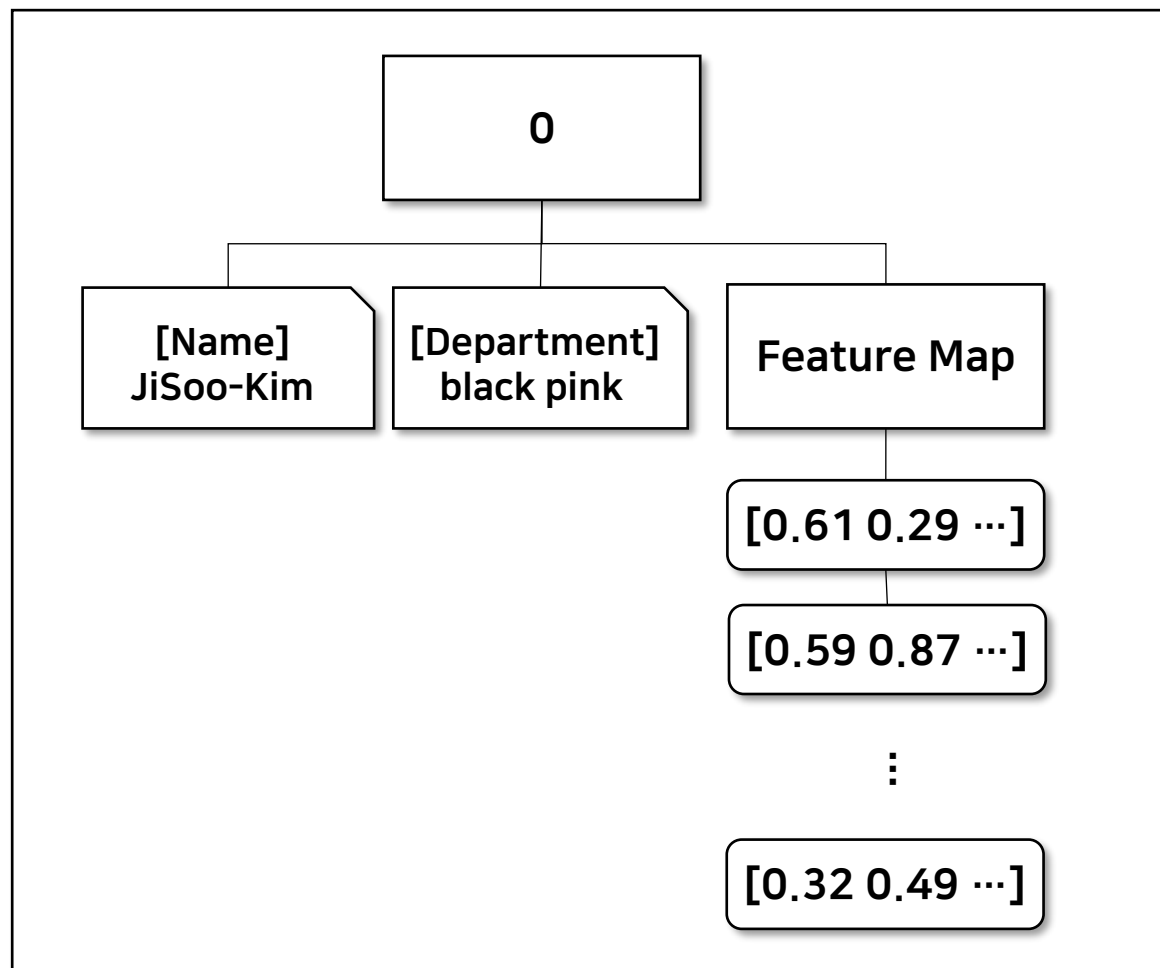 0
[Name]
JiSoo-Kim
[Department]
black pink
Feature Map
[0.61 0.29 ···]
[0.59 0.87 ···]
⋮
[0.32 0.49 ···]